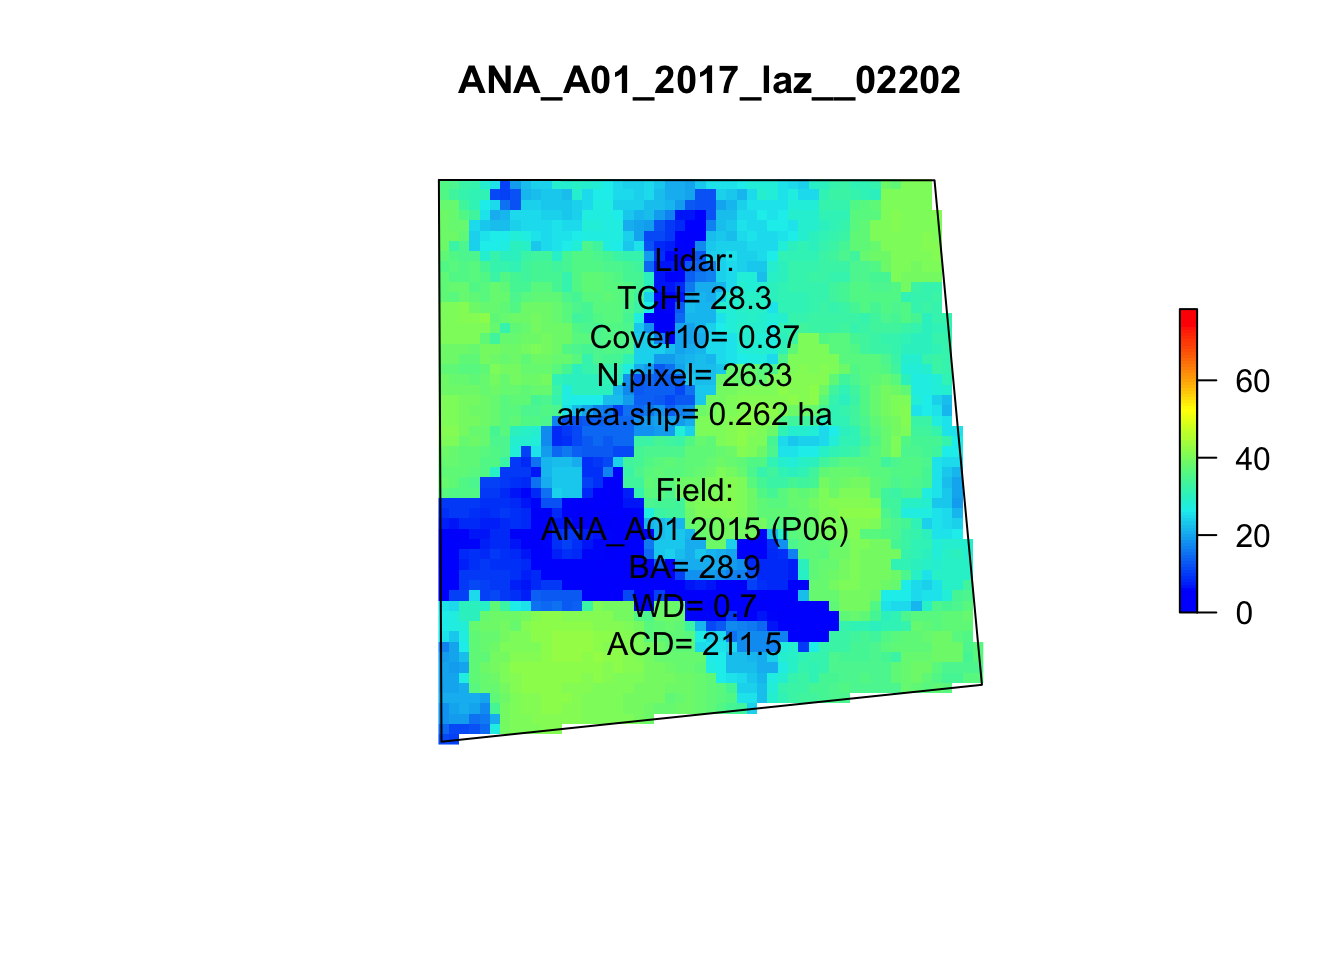 ANA_A01_2017_laz__02202
Lidar:
TCH= 28.3
Cover10= 0.87
N.pixel= 2633
area.shp= 0.262 ha
Field:
ANA_A01 2015 (P06)
BA= 28.9
WD= 0.7
ACD= 211.5
60
40
20
0